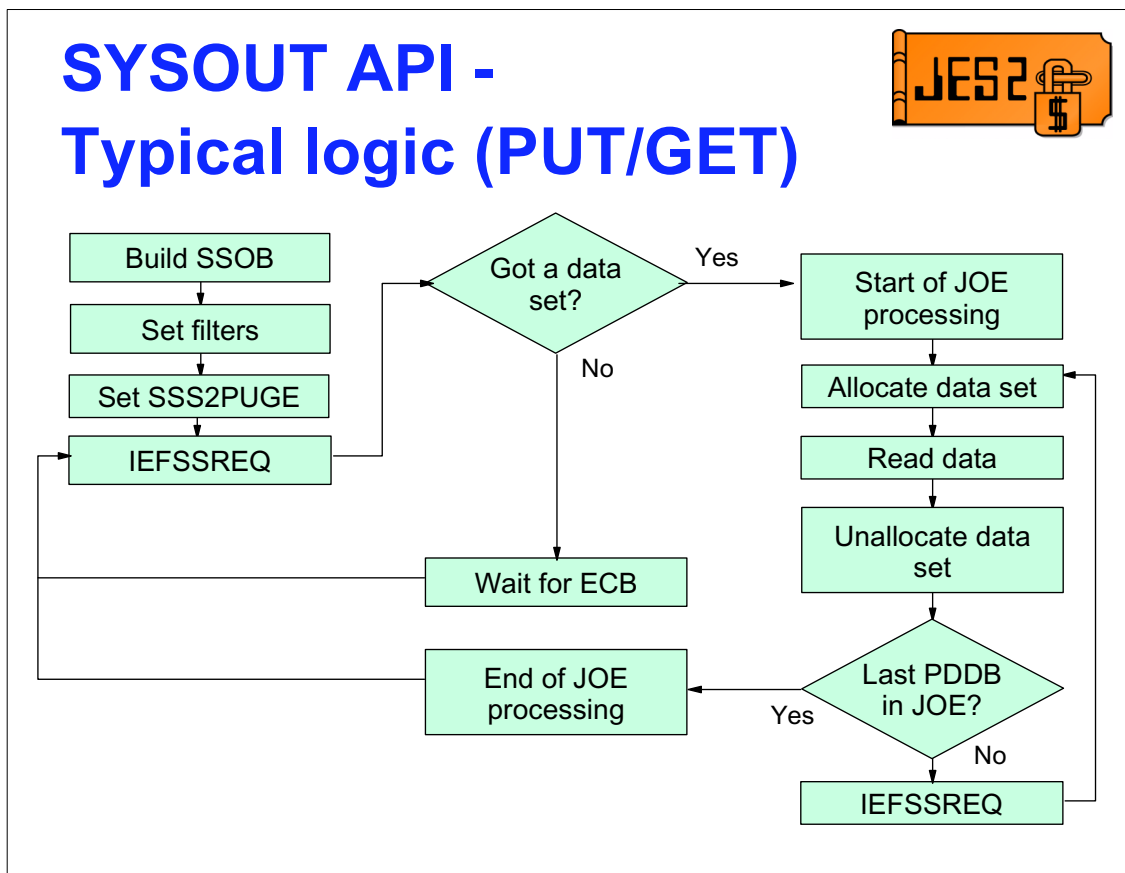 SYSOUT API -
Typical logic (PUT/GET)
JES2
$
Build SSOB
Set filters
Set SSS2PUGE
IEFSSREQ
Got a data
set?
Yes
No
Wait for ECB
Start of JOE
processing
Allocate data set
Read data
Unallocate data
set
Last PDDB
in JOE?
Yes
No
End of JOE
processing
IEFSSREQ